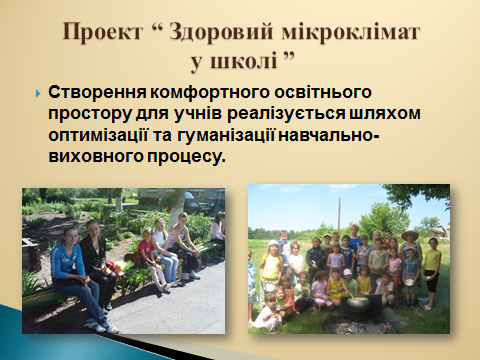 Проект “ Здоровий мікроклімат
у школі ”
Створення комфортного освітнього
простору для учнів реалізується шляхом
оптимізації та гуманізації навчально-
виховного процесу.